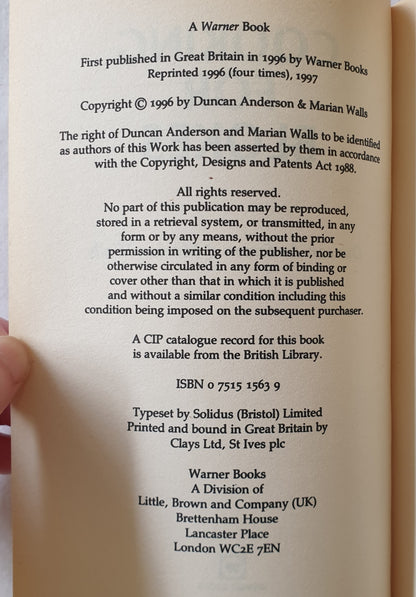 A Warner Book
First published in Great Britain in 1996 by Warner Books
Reprinted 1996 (four times), 1997
Copyright © 1996 by Duncan Anderson & Marian Walls
The right of Duncan Anderson and Marian Walls to be identified
as authors of this Work has been asserted by them in accordance
with the Copyright, Designs and Patents Act 1988.
All rights reserved.
No part of this publication may be reproduced,
stored in a retrieval system, or transmitted, in any
form or by any means, without the prior
permission in writing of the publisher, nor be
otherwise circulated in any form of binding or
cover other than that in which it is published
and without a similar condition including this
condition being imposed on the subsequent purchaser.
A CIP catalogue record for this book
is available from the British Library.
ISBN 0 7515 1563 9
Typeset by Solidus (Bristol) Limited
Printed and bound in Great Britain by
Clays Ltd, St Ives plc
Warner Books
A Division of
Little, Brown and Company (UK)
Brettenham House
Lancaster Place
London WC2E 7EN